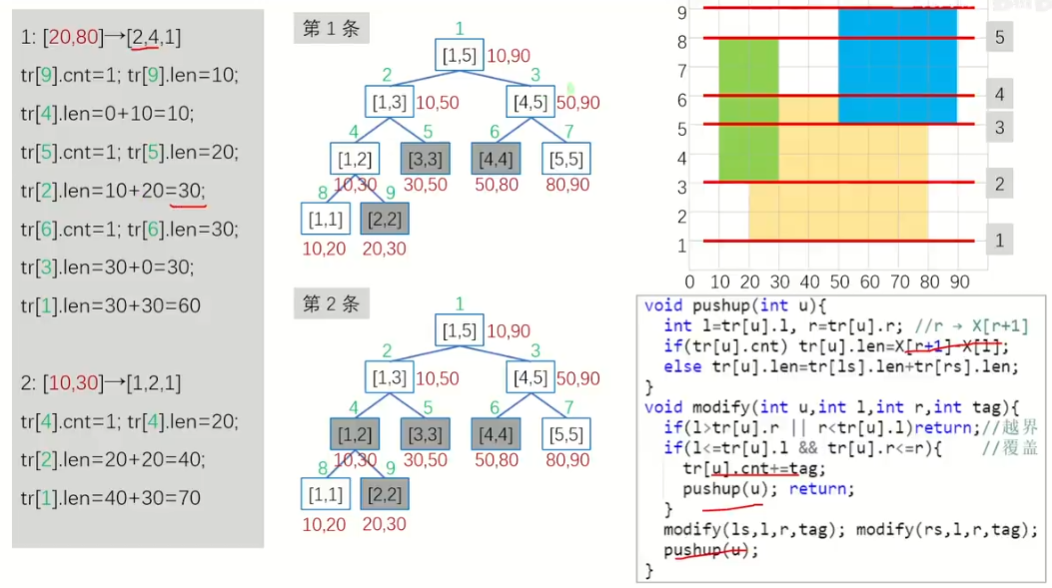 1: [20,80]→[2,4,1]
tr[9].cnt=1; tr[9].len=10;
tr[4].len=0+10=10;
tr[5].cnt=1; tr[5].len=20;
tr[2].len=10+20=30;
tr[6].cnt=1; tr[6].len=30;
tr[3].len=30+0=30;
tr[1].len=30+30=60
2: [10,30]→[1,2,1]
tr[4].cnt=1; tr[4].len=20;
tr[2].len=20+20=40;
tr[1].len=40+30=70
第 1 条
1
[1,5] 10,90
2 3
[1,3] 10,50 [4,5] 50,90
4 5 6 7
[1,2] [3,3] [4,4] [5,5]
10,30 30,50 50,80 80,90
8 9
[1,1] [2,2]
10,20 20,30
第 2 条
1
[1,5] 10,90
2 3
[1,3] 10,50 [4,5] 50,90
4 5 6 7
[1,2] [3,3] [4,4] [5,5]
10,30 30,50 50,80 80,90
8 9
[1,1] [2,2]
10,20 20,30
9
8 5
7
6 4
5 3
4
3 2
2
1 1
0 10 20 30 40 50 60 70 80 90
void pushup(int u){
int l=tr[u].l, r=tr[u].r; //r → X[r+1]
if(tr[u].cnt) tr[u].len=X[r+1]-X[l];
else tr[u].len=tr[ls].len+tr[rs].len;
}
void modify(int u,int l,int r,int tag){
if(l>tr[u].r || r<tr[u].l)return;//越界
if(l<=tr[u].l && tr[u].r<=r){ //覆盖
tr[u].cnt+=tag;
pushup(u); return;
}
modify(ls,l,r,tag); modify(rs,l,r,tag);
pushup(u);
}